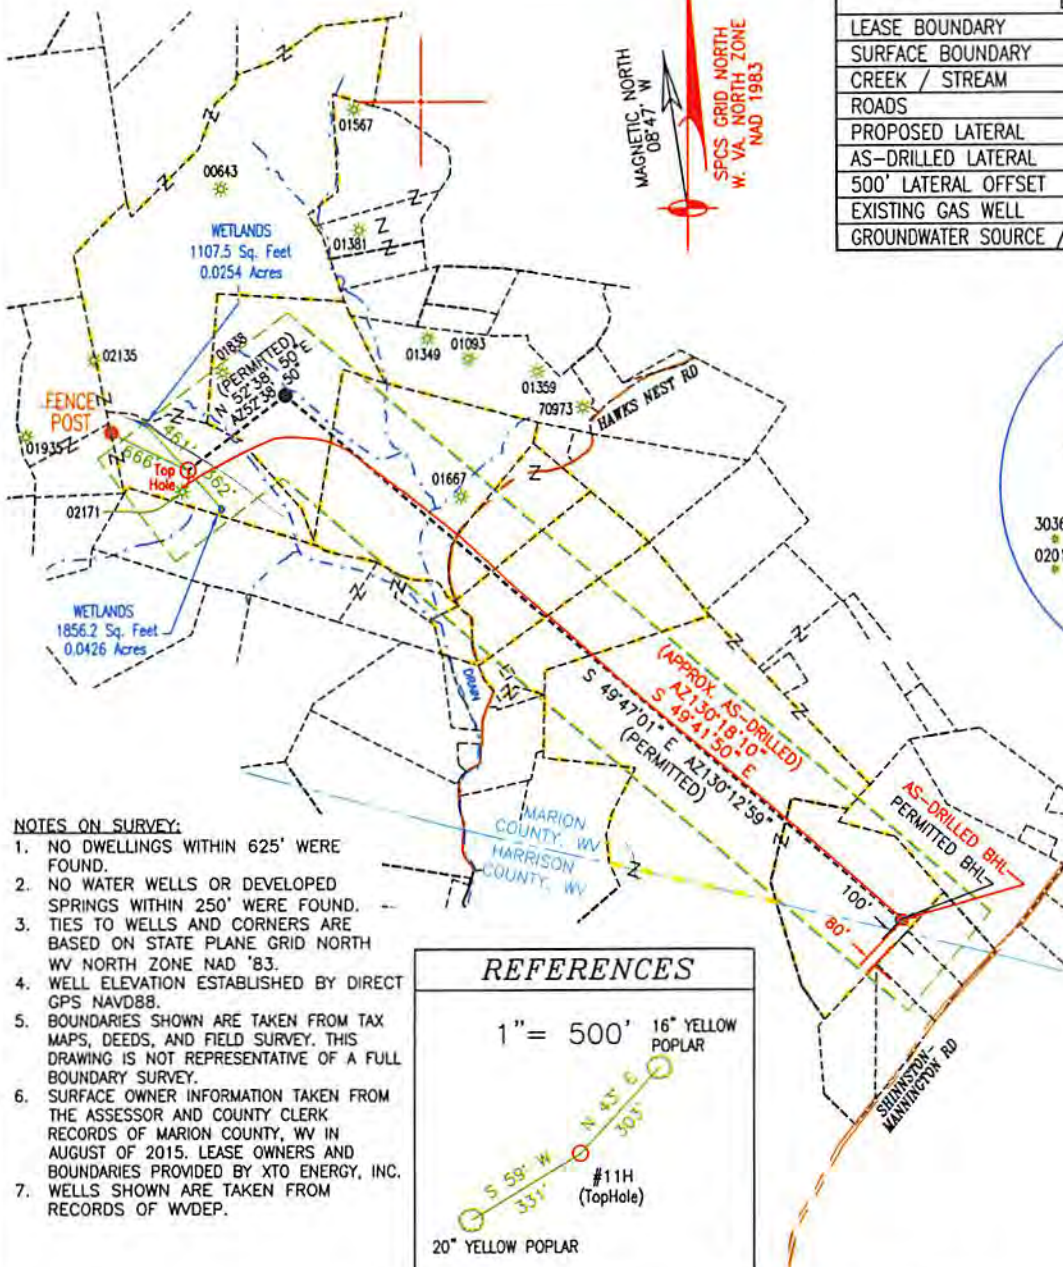 LEASE BOUNDARY
SURFACE BOUNDARY
CREEK / STREAM
ROADS
PROPOSED LATERAL
AS-DRILLED LATERAL
500' LATERAL OFFSET
EXISTING GAS WELL
GROUNDWATER SOURCE /
MAGNETIC NORTH
08°47' W
SPCS GRID NORTH
W. VA. NORTH ZONE
NAD 1983
01567
00643
01381
WETLANDS
1107.5 Sq. Feet
0.0254 Acres
01349
01093
01359
70973
HAWKS NEST RD
02135
01838
(PERMITTED)
N 52°38'50" E
AZ52°38'50"
FENCE
POST
01935
461'
666'
362'
Top
Hole
02171
01667
3036
020
WETLANDS
1856.2 Sq. Feet
0.0426 Acres
DRAIN
(APPROX. AS-DRILLED)
AZ130°18'10"
S 49°41'50" E
S 49°47'01" E AZ130°12'59"
(PERMITTED)
MARION
COUNTY, WV
HARRISON
COUNTY, WV
AS-DRILLED BHL
PERMITTED BHL
100'
80'
SHINNSTON-
MANNINGTON RD
NOTES ON SURVEY:
1. NO DWELLINGS WITHIN 625' WERE
FOUND.
2. NO WATER WELLS OR DEVELOPED
SPRINGS WITHIN 250' WERE FOUND.
3. TIES TO WELLS AND CORNERS ARE
BASED ON STATE PLANE GRID NORTH
WV NORTH ZONE NAD '83.
4. WELL ELEVATION ESTABLISHED BY DIRECT
GPS NAVD88.
5. BOUNDARIES SHOWN ARE TAKEN FROM TAX
MAPS, DEEDS, AND FIELD SURVEY. THIS
DRAWING IS NOT REPRESENTATIVE OF A FULL
BOUNDARY SURVEY.
6. SURFACE OWNER INFORMATION TAKEN FROM
THE ASSESSOR AND COUNTY CLERK
RECORDS OF MARION COUNTY, WV IN
AUGUST OF 2015. LEASE OWNERS AND
BOUNDARIES PROVIDED BY XTO ENERGY, INC.
7. WELLS SHOWN ARE TAKEN FROM
RECORDS OF WVDEP.
REFERENCES
1"= 500'
16" YELLOW
POPLAR
N 43° E
303'
S 59° W
331'
#11H
(TopHole)
20" YELLOW POPLAR